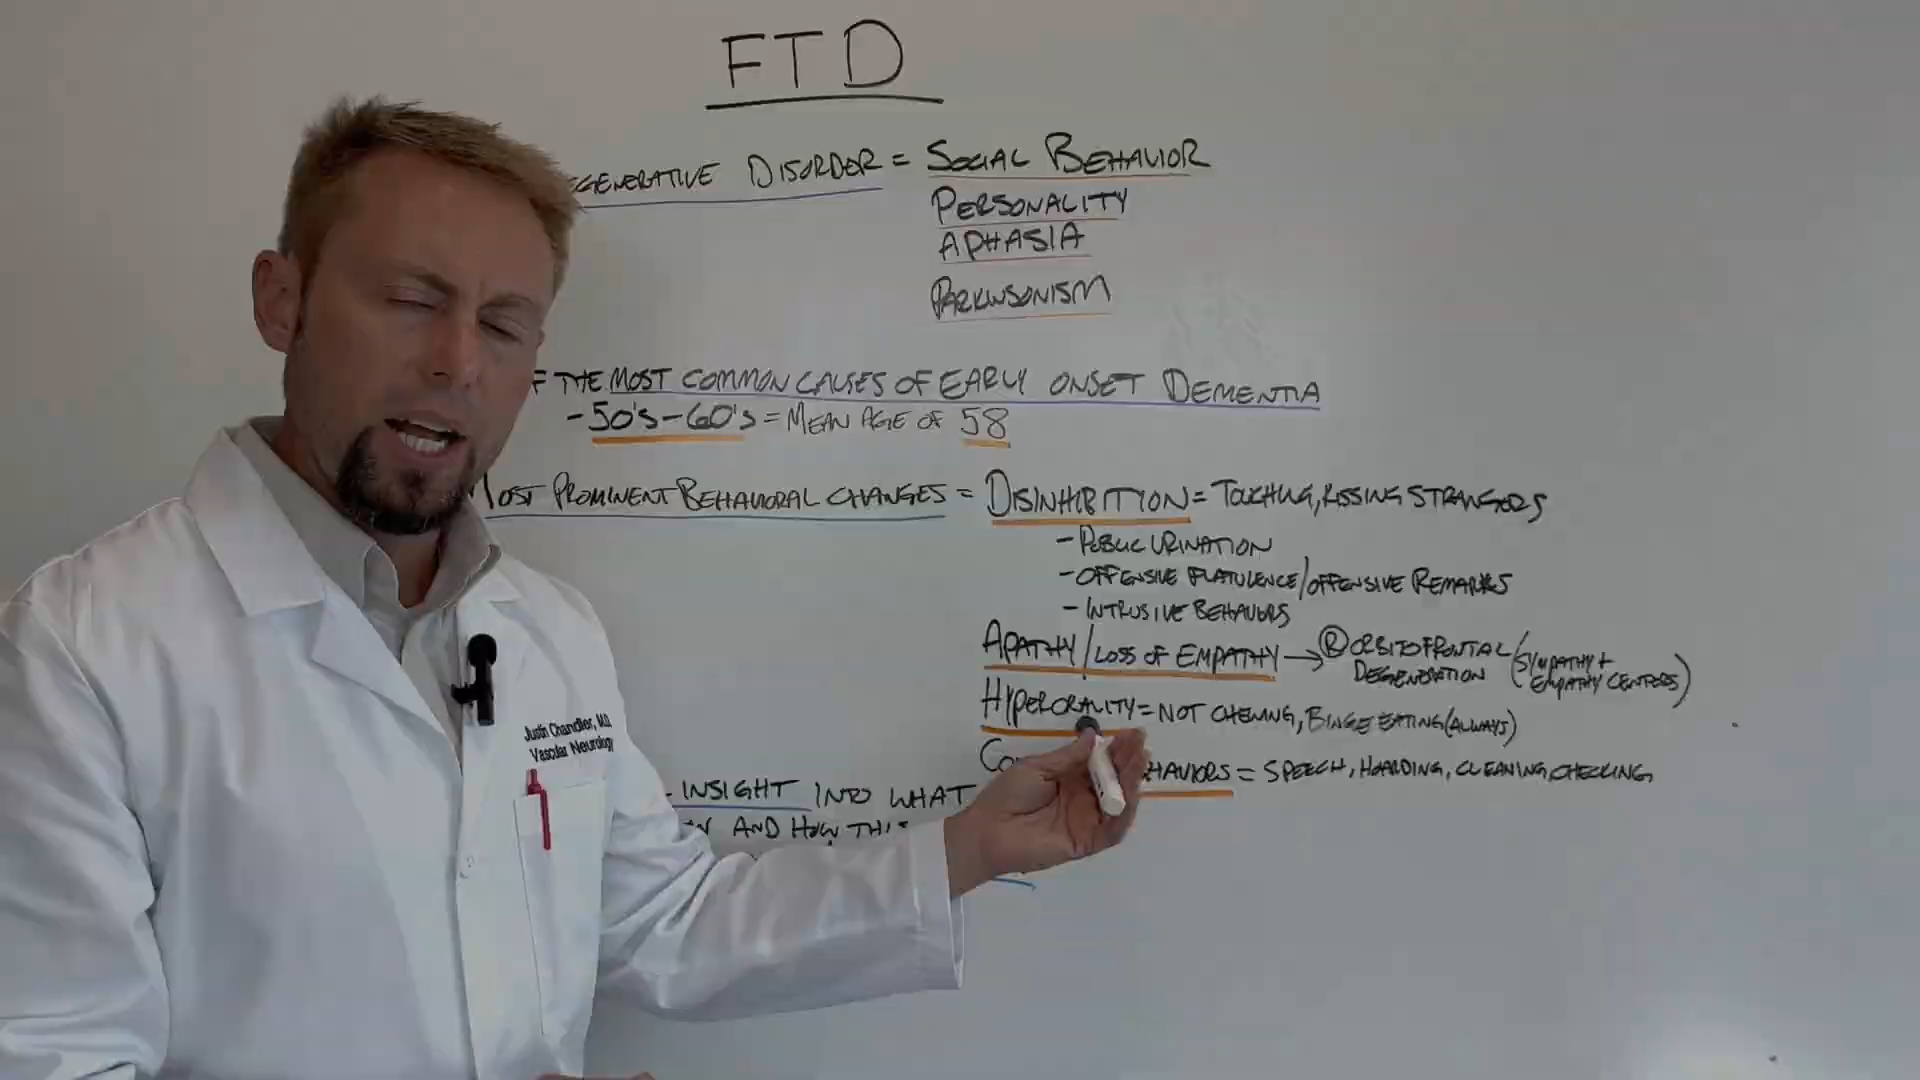 FTD
EGENERATIVE DISORDER = SOCIAL BEHAVIOR
PERSONALITY
APHASIA
PARKINSONISM
F THE MOST COMMON CAUSES OF EARLY ONSET DEMENTIA
- 50's - 60's = MEAN AGE OF 58
MOST PROMINENT BEHAVIORAL CHANGES = DISINHIBITION = TOUCHING, KISSING STRANGERS
- PUBLIC URINATION
- OFFENSIVE FLATULENCE/OFFENSIVE REMARKS
- INTRUSIVE BEHAVIORS
APATHY/LOSS OF EMPATHY → Ⓡ ORBITOFRONTAL DEGENERATION (SYMPATHY + EMPATHY CENTERS)
HYPERORALITY = NOT CHEWING, BINGE EATING (ALWAYS)
CO HAVIORS = SPEECH, HOARDING, CLEANING, CHECKING
INSIGHT INTO WHAT
AND HOW THIS
Justin Chandler, M.D.
Vascular Neurology